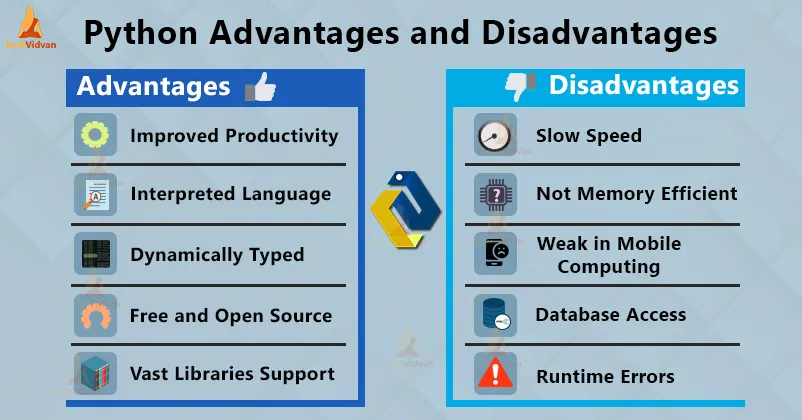 Python Advantages and Disadvantages
Vidvan
Advantages
Improved Productivity
Interpreted Language
Dynamically Typed
Free and Open Source
Vast Libraries Support
Disadvantages
Slow Speed
Not Memory Efficient
Weak in Mobile
Computing
Database Access
Runtime Errors